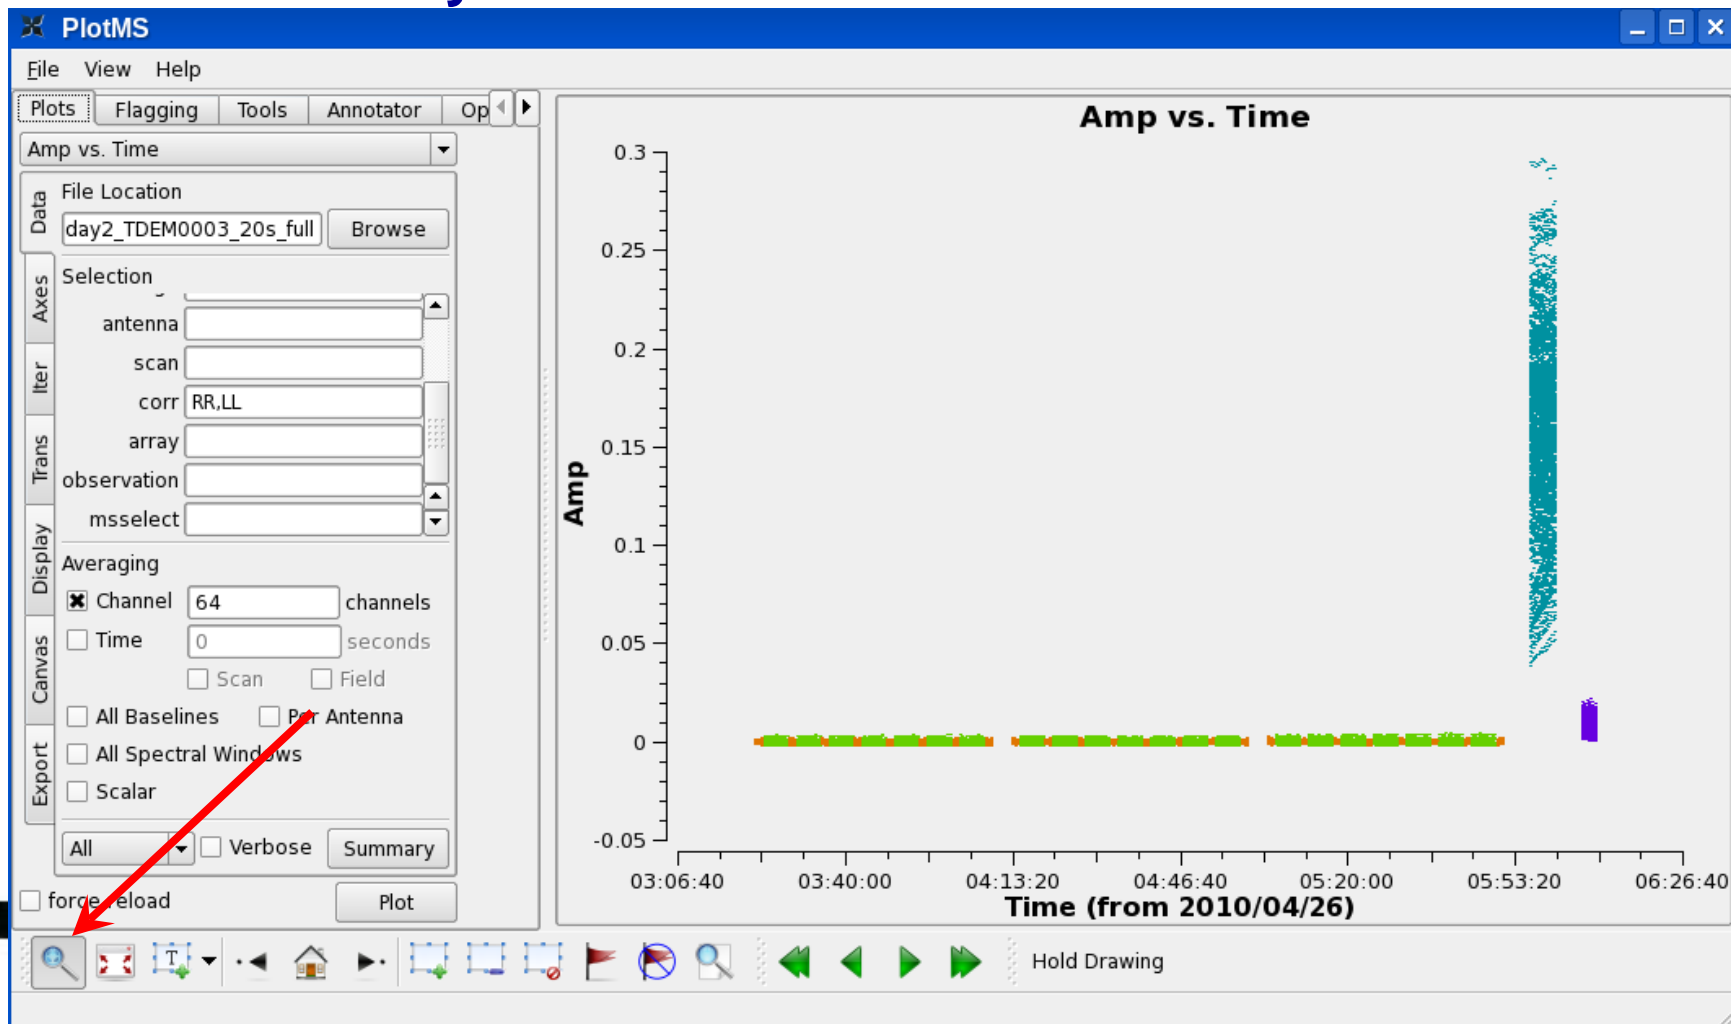 PlotMS
File View Help
Plots Flagging Tools Annotator Op
Amp vs. Time
Data
Axes
Iter
Trans
Display
Canvas
Export
File Location
day2_TDEM0003_20s_full Browse
Selection
antenna
scan
corr RR,LL
array
observation
msselect
Averaging
Channel 64 channels
Time 0 seconds
Scan Field
All Baselines Per Antenna
All Spectral Windows
Scalar
All Verbose Summary
force reload Plot
Amp vs. Time
Amp
0.3
0.25
0.2
0.15
0.1
0.05
0
-0.05
03:06:40 03:40:00 04:13:20 04:46:40 05:20:00 05:53:20 06:26:40
Time (from 2010/04/26)
T
Hold Drawing